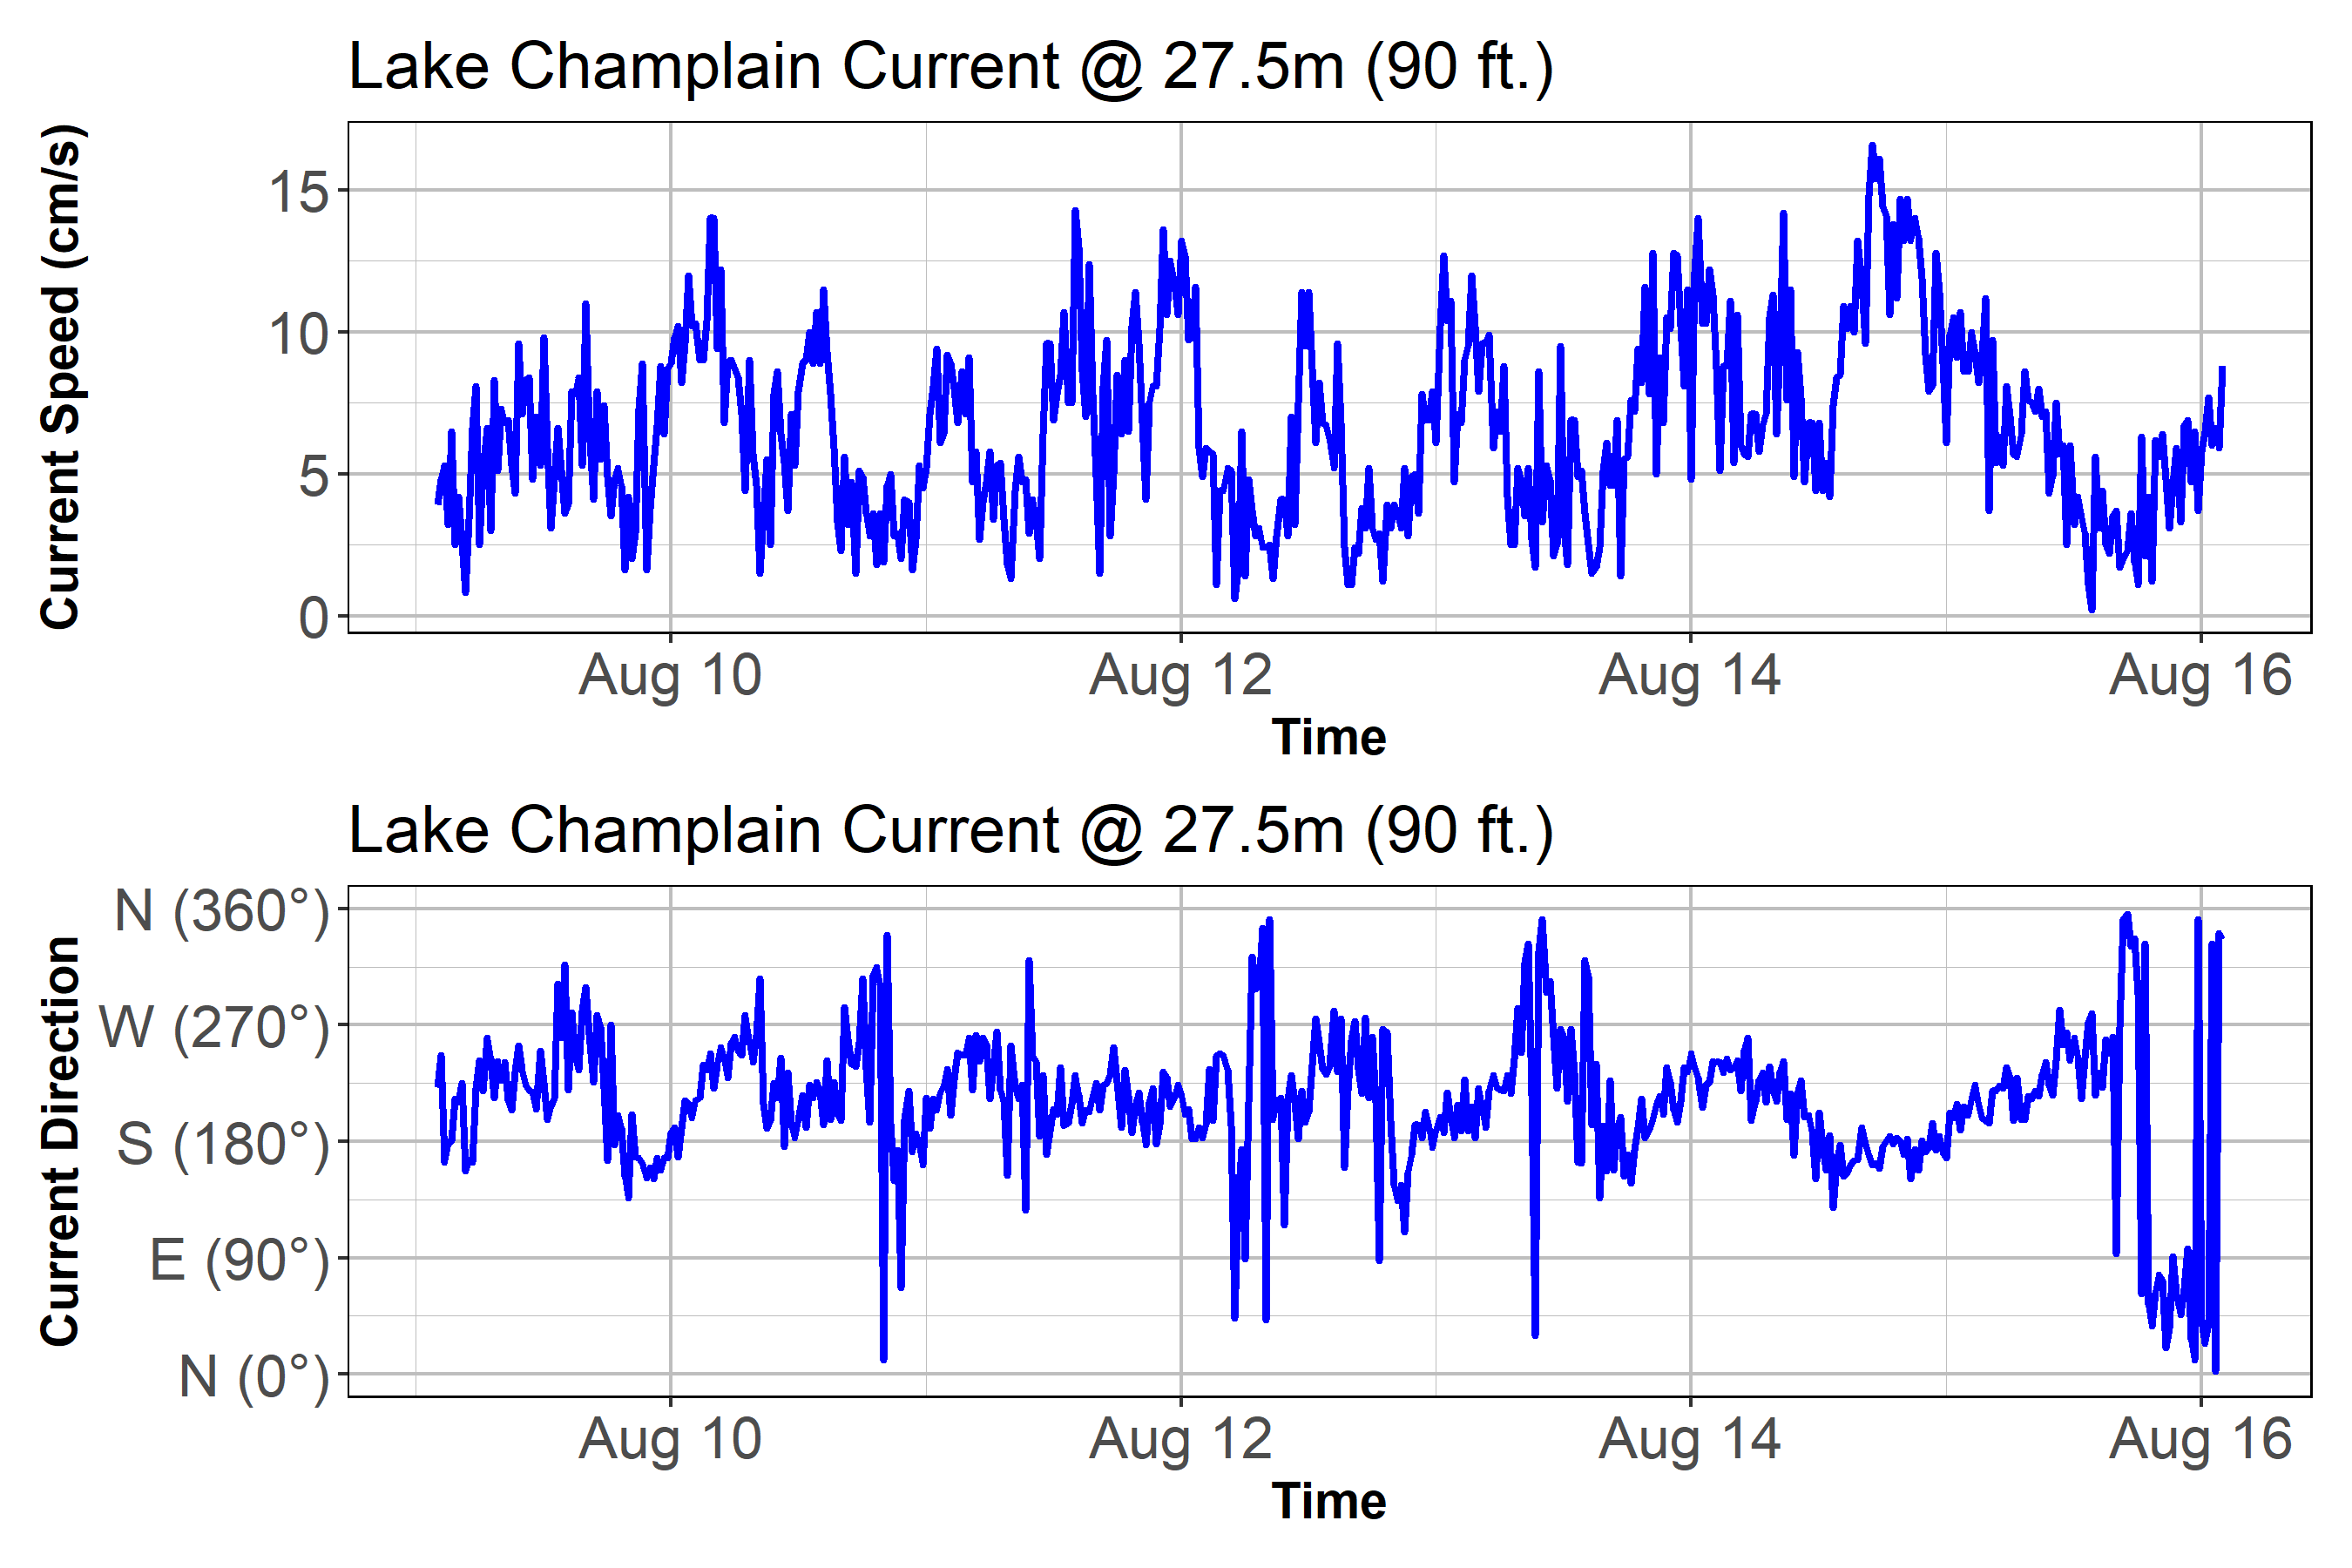 Lake Champlain Current @ 27.5m (90 ft.)
Current Speed (cm/s)
15
10
5
0
Aug 10 Aug 12 Aug 14 Aug 16
Time
Lake Champlain Current @ 27.5m (90 ft.)
Current Direction
N (360°)
W (270°)
S (180°)
E (90°)
N (0°)
Aug 10 Aug 12 Aug 14 Aug 16
Time